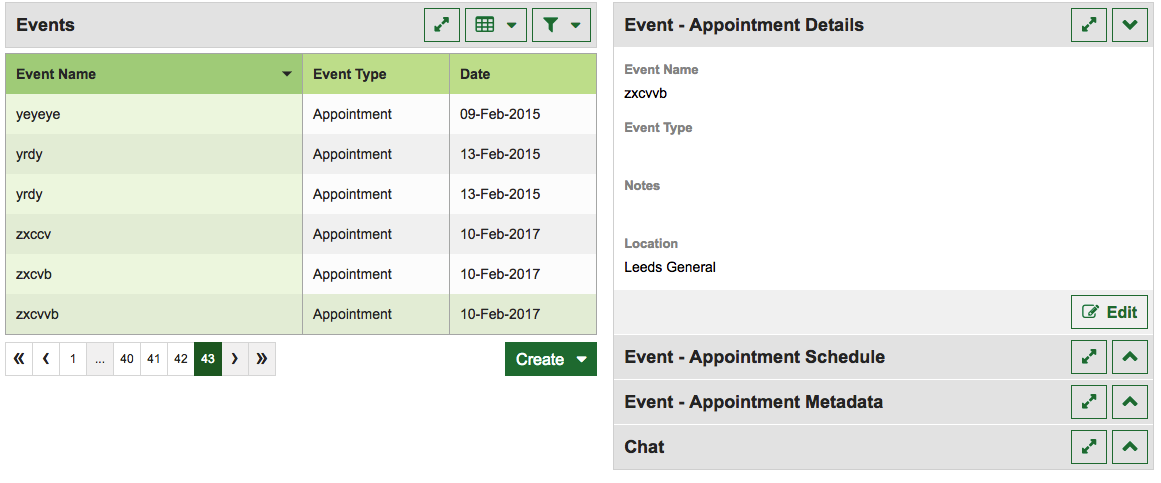 Events
Event Name Event Type Date
yeyeye Appointment 09-Feb-2015
yrdy Appointment 13-Feb-2015
yrdy Appointment 13-Feb-2015
zxccv Appointment 10-Feb-2017
zxcvb Appointment 10-Feb-2017
zxcvvb Appointment 10-Feb-2017
« ‹ 1 ... 40 41 42 43 › »
Create
Event - Appointment Details
Event Name
zxcvvb
Event Type
Notes
Location
Leeds General
Edit
Event - Appointment Schedule
Event - Appointment Metadata
Chat